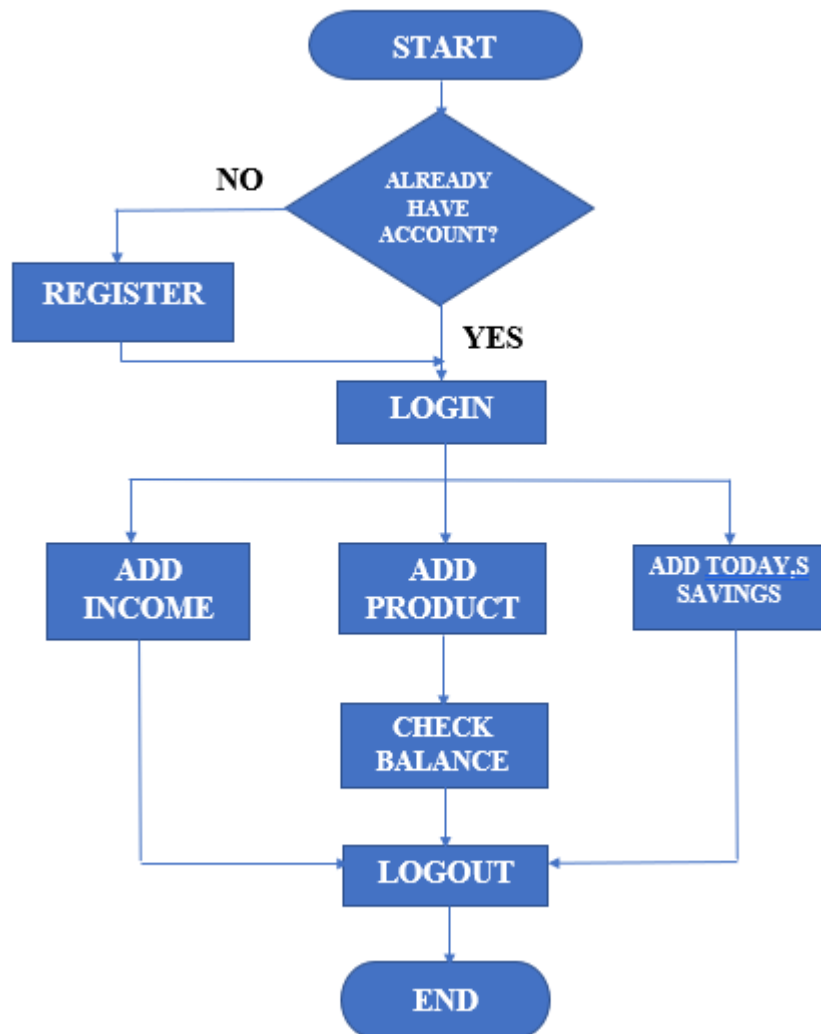 START
ALREADY
HAVE
ACCOUNT?
NO
REGISTER
YES
LOGIN
ADD
INCOME
ADD
PRODUCT
ADD TODAY,S
SAVINGS
CHECK
BALANCE
LOGOUT
END